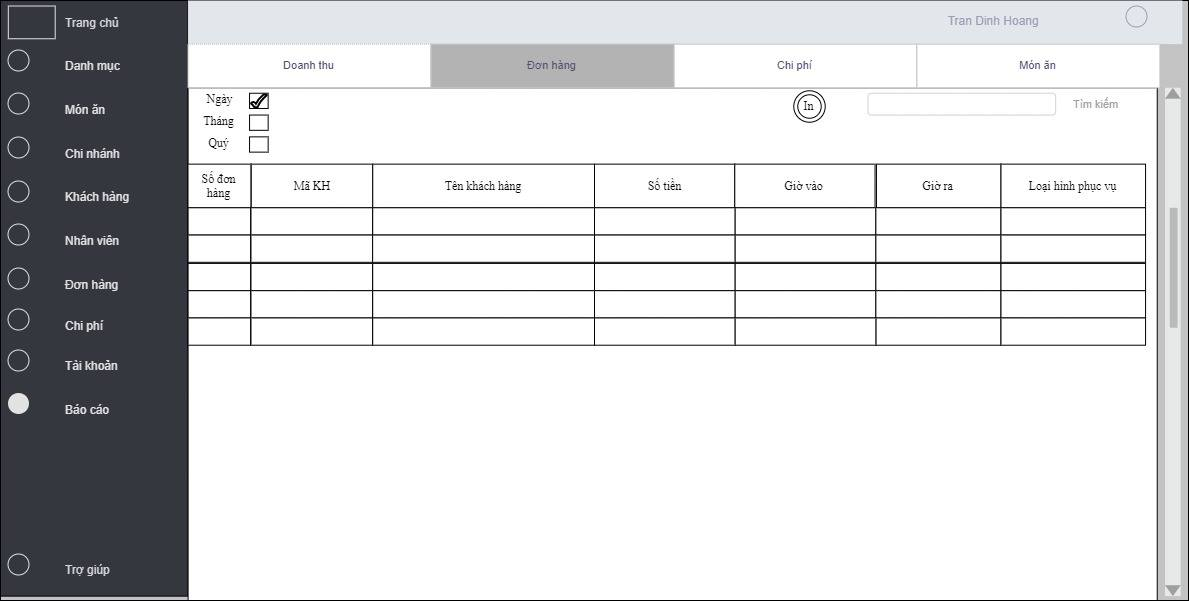 Trang chủ
Tran Dinh Hoang
Danh mục
Món ăn
Chi nhánh
Khách hàng
Nhân viên
Đơn hàng
Chi phí
Tài khoản
Báo cáo
Trợ giúp
Doanh thu
Đơn hàng
Chi phí
Món ăn
Ngày
Tháng
Quý
In
Tìm kiếm
Số đơn
hàng
Mã KH
Tên khách hàng
Số tiền
Giờ vào
Giờ ra
Loại hình phục vụ